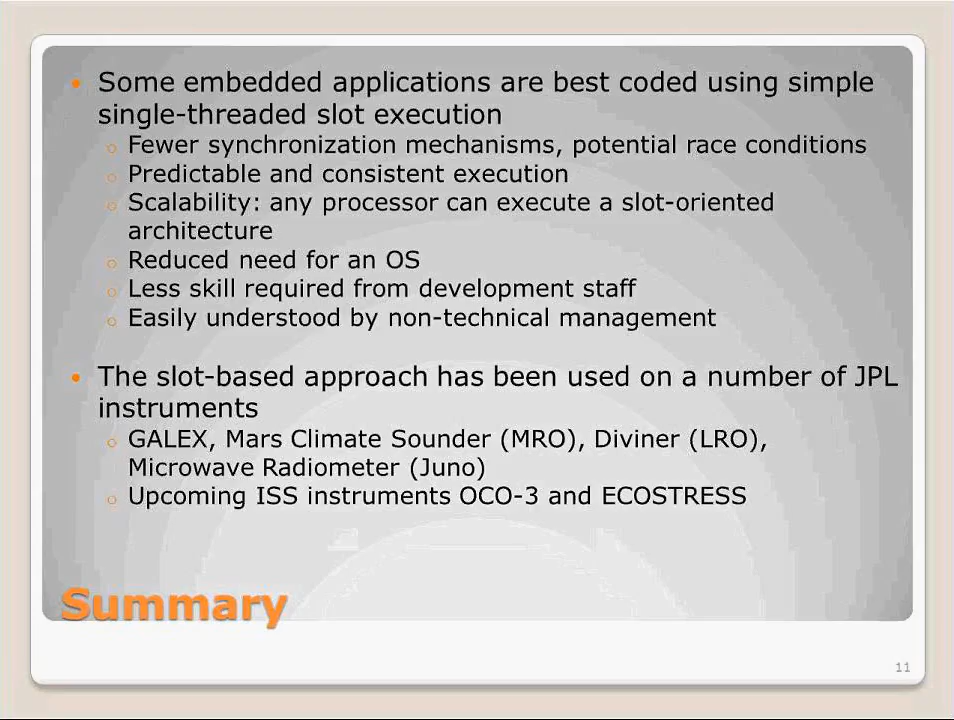 • Some embedded applications are best coded using simple
single-threaded slot execution
○ Fewer synchronization mechanisms, potential race conditions
○ Predictable and consistent execution
○ Scalability: any processor can execute a slot-oriented
architecture
○ Reduced need for an OS
○ Less skill required from development staff
○ Easily understood by non-technical management
• The slot-based approach has been used on a number of JPL
instruments
○ GALEX, Mars Climate Sounder (MRO), Diviner (LRO),
Microwave Radiometer (Juno)
○ Upcoming ISS instruments OCO-3 and ECOSTRESS
Summary
11